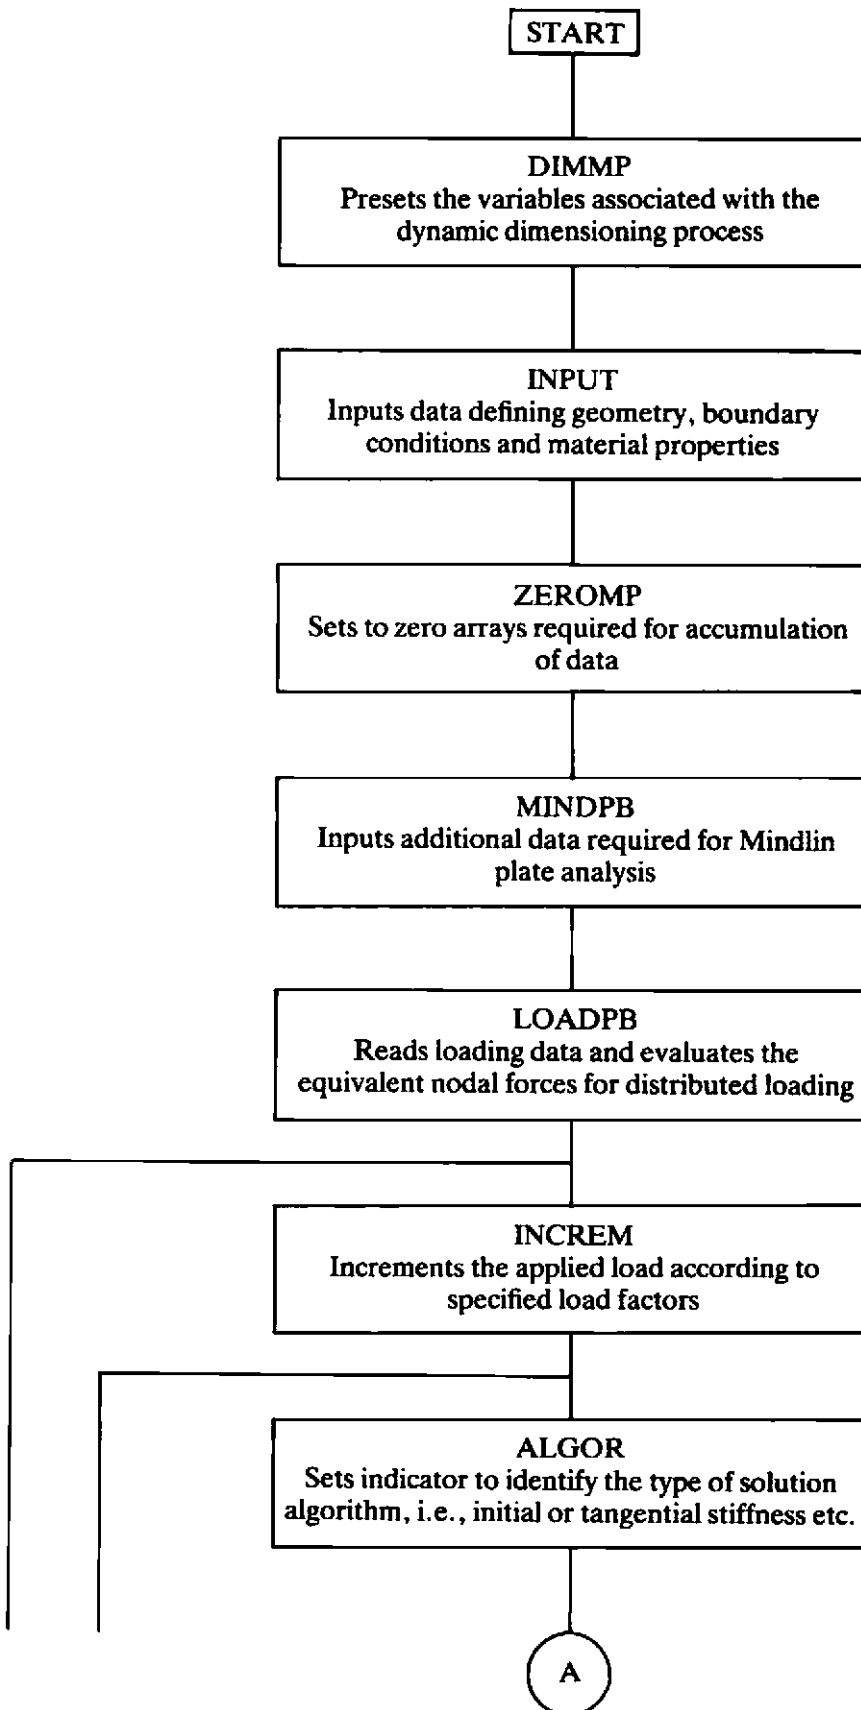 START
DIMMP
Presets the variables associated with the
dynamic dimensioning process
INPUT
Inputs data defining geometry, boundary
conditions and material properties
ZEROMP
Sets to zero arrays required for accumulation
of data
MINDPB
Inputs additional data required for Mindlin
plate analysis
LOADPB
Reads loading data and evaluates the
equivalent nodal forces for distributed loading
INCREM
Increments the applied load according to
specified load factors
ALGOR
Sets indicator to identify the type of solution
algorithm, i.e., initial or tangential stiffness etc.
A